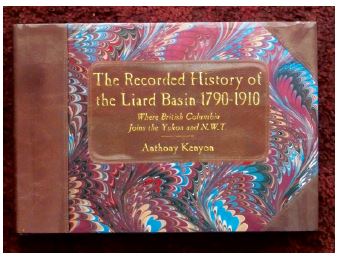 The Recorded History of
the Liard Basin 1790-1910
Where British Columbia
Joins the Yukon and N.W.T.
Anthony Kenyon